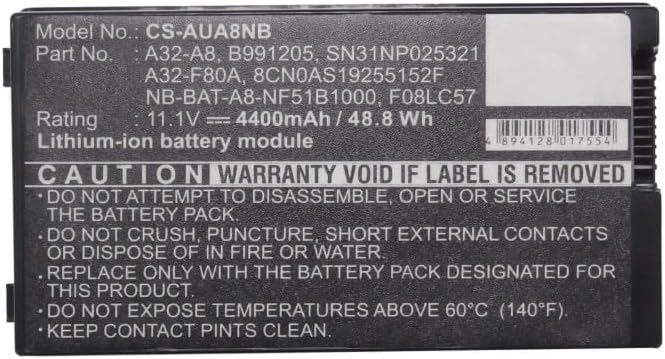 Model No.: CS-AUA8NB
Part No. : A32-A8, B991205, SN31NP025321
A32-F80A, 8CN0AS19255152F
NB-BAT-A8-NF51B1000, F08LC57
Rating : 11.1V ⎓ 4400mAh / 48.8 Wh
Lithium-ion battery module
4 894128 017554
CAUTION WARRANTY VOID IF LABEL IS REMOVED
• DO NOT ATTEMPT TO DISASSEMBLE, OPEN OR SERVICE
THE BATTERY PACK.
• DO NOT CRUSH, PUNCTURE, SHORT EXTERNAL CONTACTS
OR DISPOSE OF IN FIRE OR WATER.
• REPLACE ONLY WITH THE BATTERY PACK DESIGNATED FOR
THIS PRODUCT.
• DO NOT EXPOSE TEMPERATURES ABOVE 60°C (140°F).
• KEEP CONTACT PINTS CLEAN.